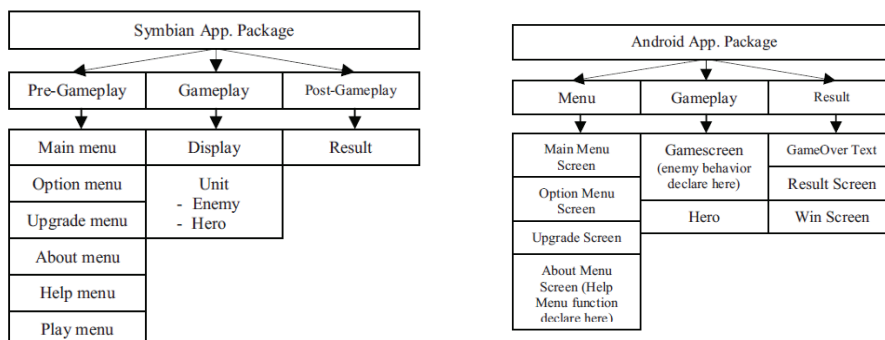 Symbian App. Package
Pre-Gameplay
Gameplay
Post-Gameplay
Main menu
Option menu
Upgrade menu
About menu
Help menu
Play menu
Display
Unit
- Enemy
- Hero
Result
Android App. Package
Menu
Gameplay
Result
Main Menu
Screen
Option Menu
Screen
Upgrade Screen
About Menu
Screen (Help
Menu function
declare here)
Gamescreen
(enemy behavior
declare here)
Hero
GameOver Text
Result Screen
Win Screen